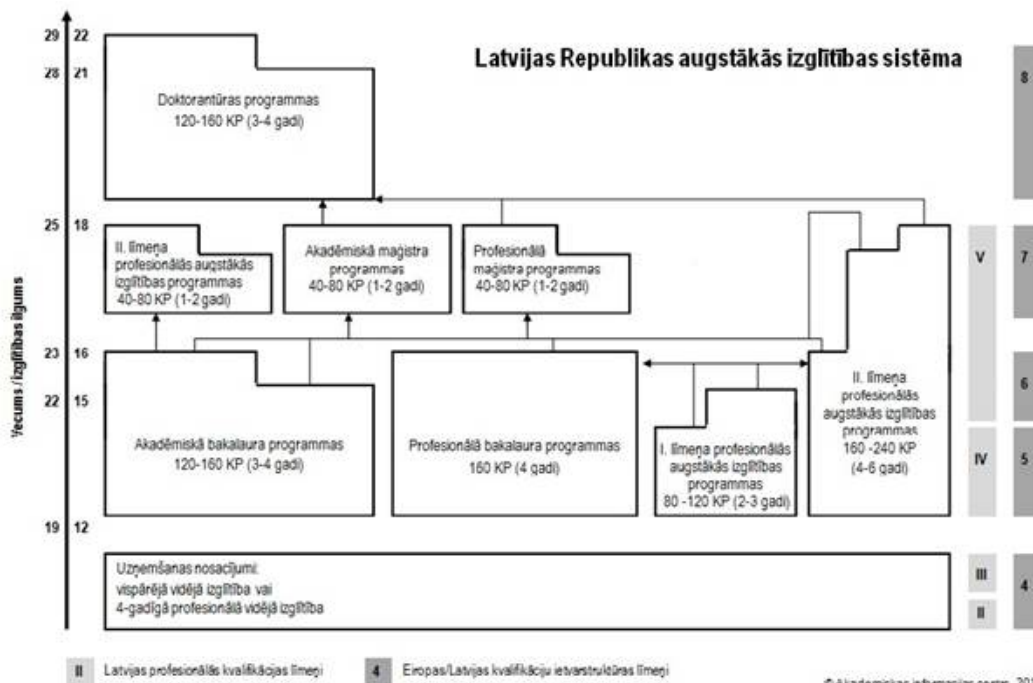 Latvijas Republikas augstākās izglītības sistēma
Vecums / izglītības ilgums
29 22
28 21
25 18
23 16
22 15
19 12
Doktorantūras programmas
120-160 KP (3-4 gadi)
II. līmeņa
profesionālās augstākās
izglītības programmas
40-80 KP (1-2 gadi)
Akadēmiskā maģistra
programmas
40-80 KP (1-2 gadi)
Profesionālā
maģistra programmas
40-80 KP (1-2 gadi)
Akadēmiskā bakalaura programmas
120-160 KP (3-4 gadi)
Profesionālā bakalaura programmas
160 KP (4 gadi)
I. līmeņa profesionālās
augstākās izglītības
programmas
80 -120 KP (2-3 gadi)
II. līmeņa
profesionālās
augstākās izglītības
programmas
160 -240 KP
(4-6 gadi)
Uzņemšanas nosacījumi:
vispārējā vidējā izglītība vai
4-gadīgā profesionālā vidējā izglītība
V
IV
III
II
8
7
6
5
4
II Latvijas profesionālās kvalifikācijas līmeņi
4 Eiropas/Latvijas kvalifikāciju ietvarstruktūras līmeņi